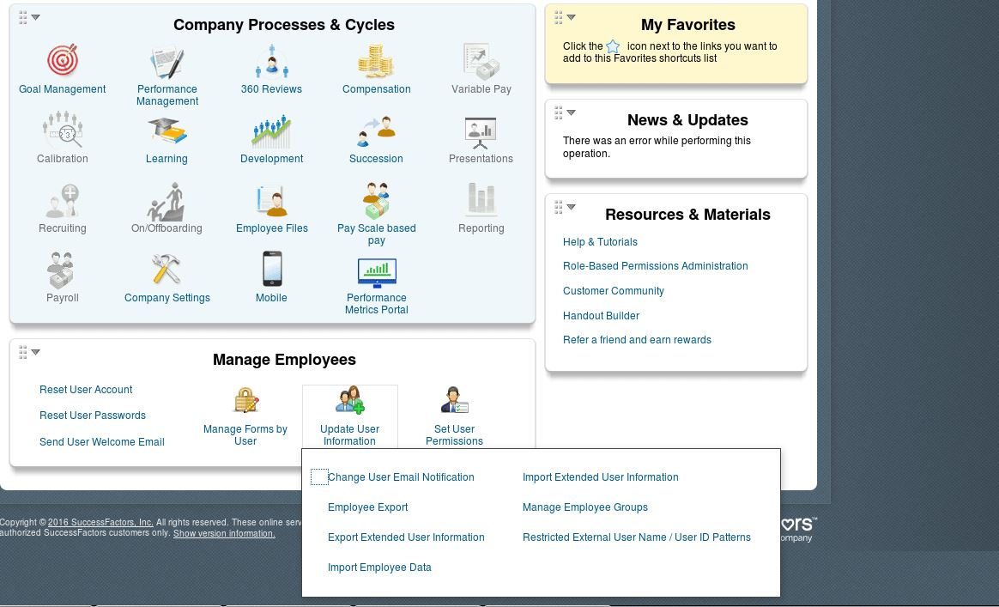 Company Processes & Cycles
Goal Management
Performance
Management
360 Reviews
Compensation
Variable Pay
3
Calibration
Learning
Development
Succession
Presentations
Recruiting
On/Offboarding
Employee Files
Pay Scale based
pay
Reporting
Payroll
Company Settings
Mobile
Performance
Metrics Portal
My Favorites
Click the icon next to the links you want to
add to this Favorites shortcuts list
News & Updates
There was an error while performing this
operation.
Resources & Materials
Help & Tutorials
Role-Based Permissions Administration
Customer Community
Handout Builder
Refer a friend and earn rewards
Manage Employees
Reset User Account
Reset User Passwords
Send User Welcome Email
Manage Forms by
User
Update User
Information
Set User
Permissions
Change User Email Notification
Employee Export
Export Extended User Information
Import Employee Data
Import Extended User Information
Manage Employee Groups
Restricted External User Name / User ID Patterns
Copyright © 2016 SuccessFactors, Inc. All rights reserved. These online serv
authorized SuccessFactors customers only. Show version information.
ors™
ompany